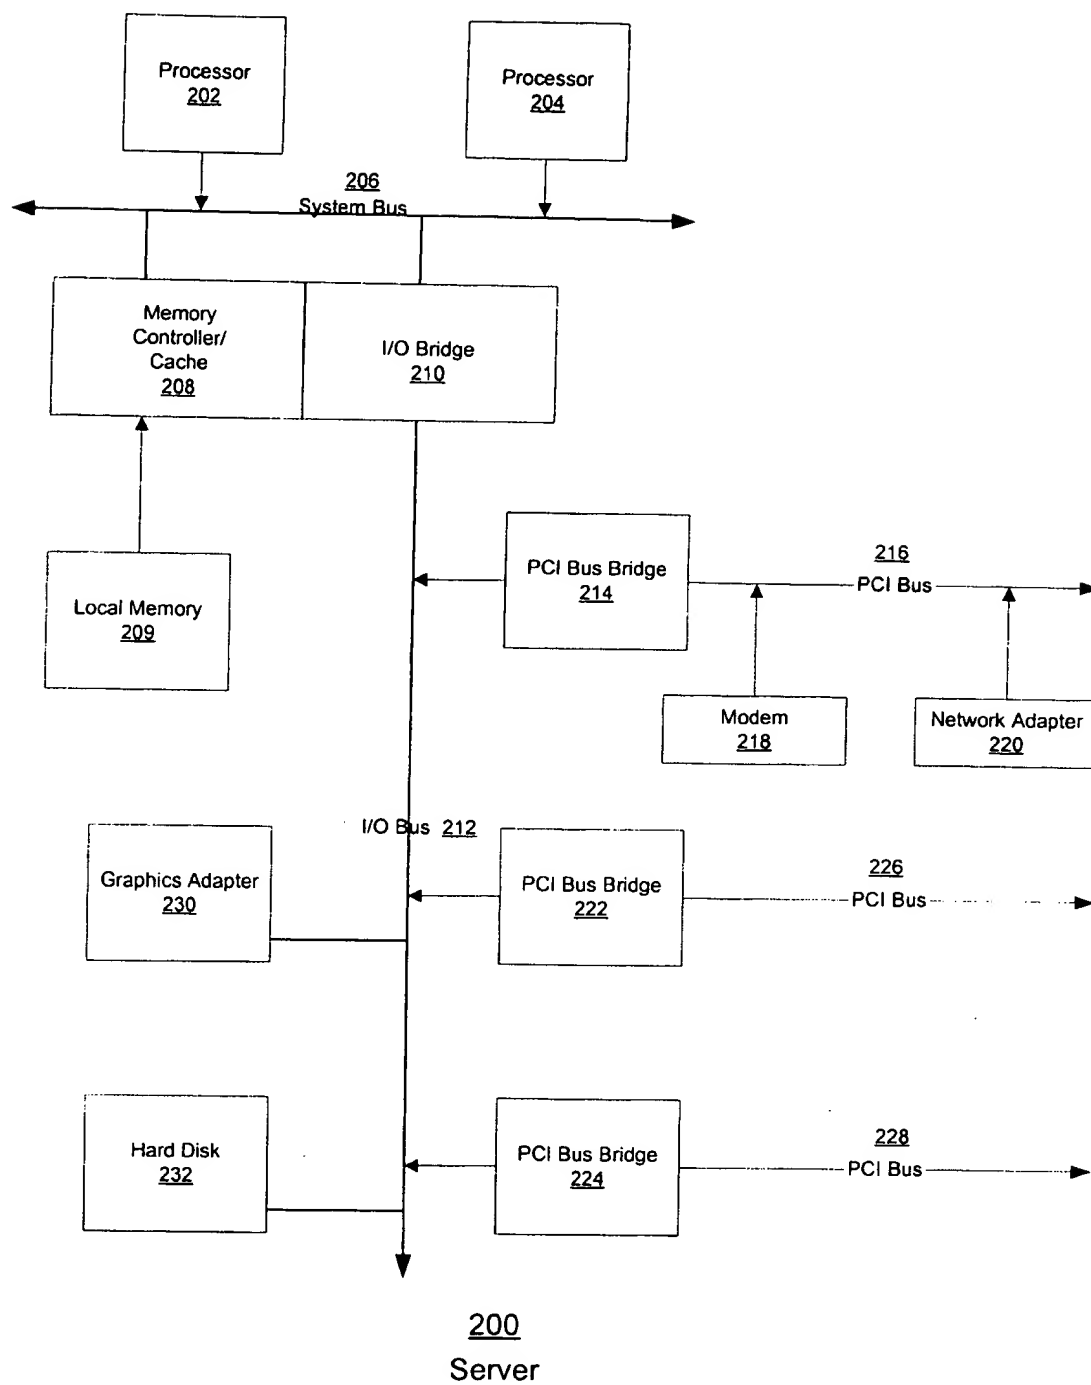 Processor
202
Processor
204
206
System Bus
Memory
Controller/
Cache
208
I/O Bridge
210
PCI Bus Bridge
214
216
PCI Bus
Local Memory
209
Modem
218
Network Adapter
220
I/O Bus 212
Graphics Adapter
230
PCI Bus Bridge
222
226
PCI Bus
Hard Disk
232
PCI Bus Bridge
224
228
PCI Bus
200
Server